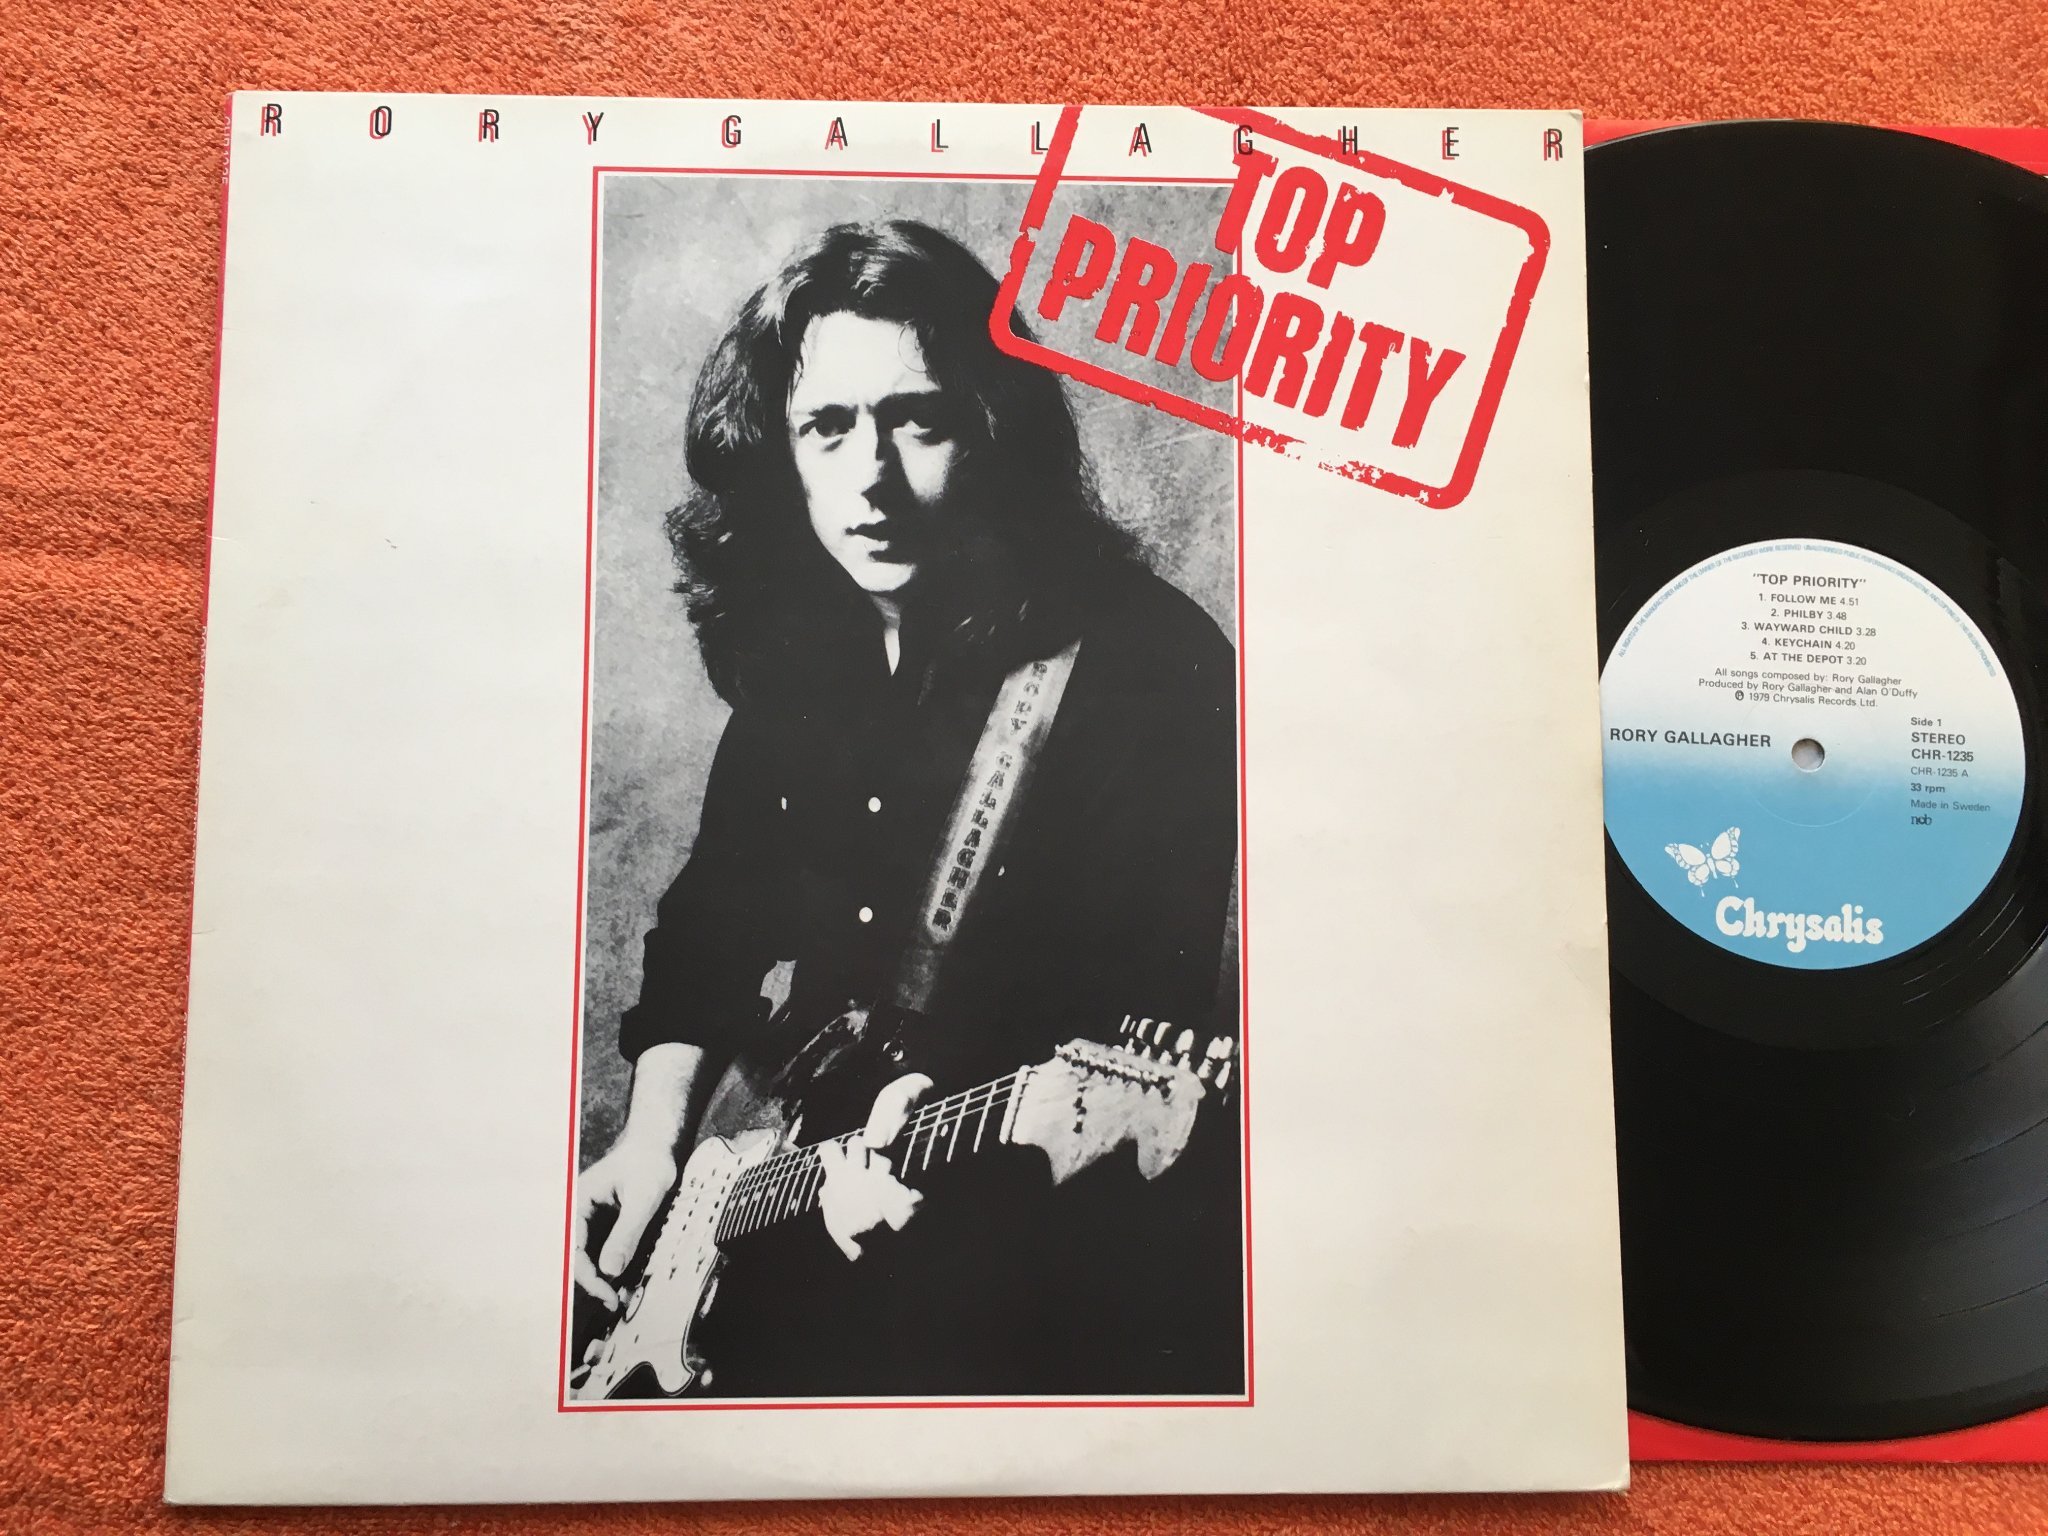 RORY GALLAGHER
TOP
PRIORITY
RORY GALLAGHER
"TOP PRIORITY"
1. FOLLOW ME 4.51
2. PHILBY 3.48
3. WAYWARD CHILD 3.28
4. KEYCHAIN 4.20
5. AT THE DEPOT 3.20
All songs composed by: Rory Gallagher
Produced by Rory Gallagher and Alan O'Duffy
℗ 1979 Chrysalis Records Ltd.
RORY GALLAGHER
Side 1
STEREO
CHR-1235
CHR-1235 A
33 rpm
Made in Sweden
ncb
Chrysalis